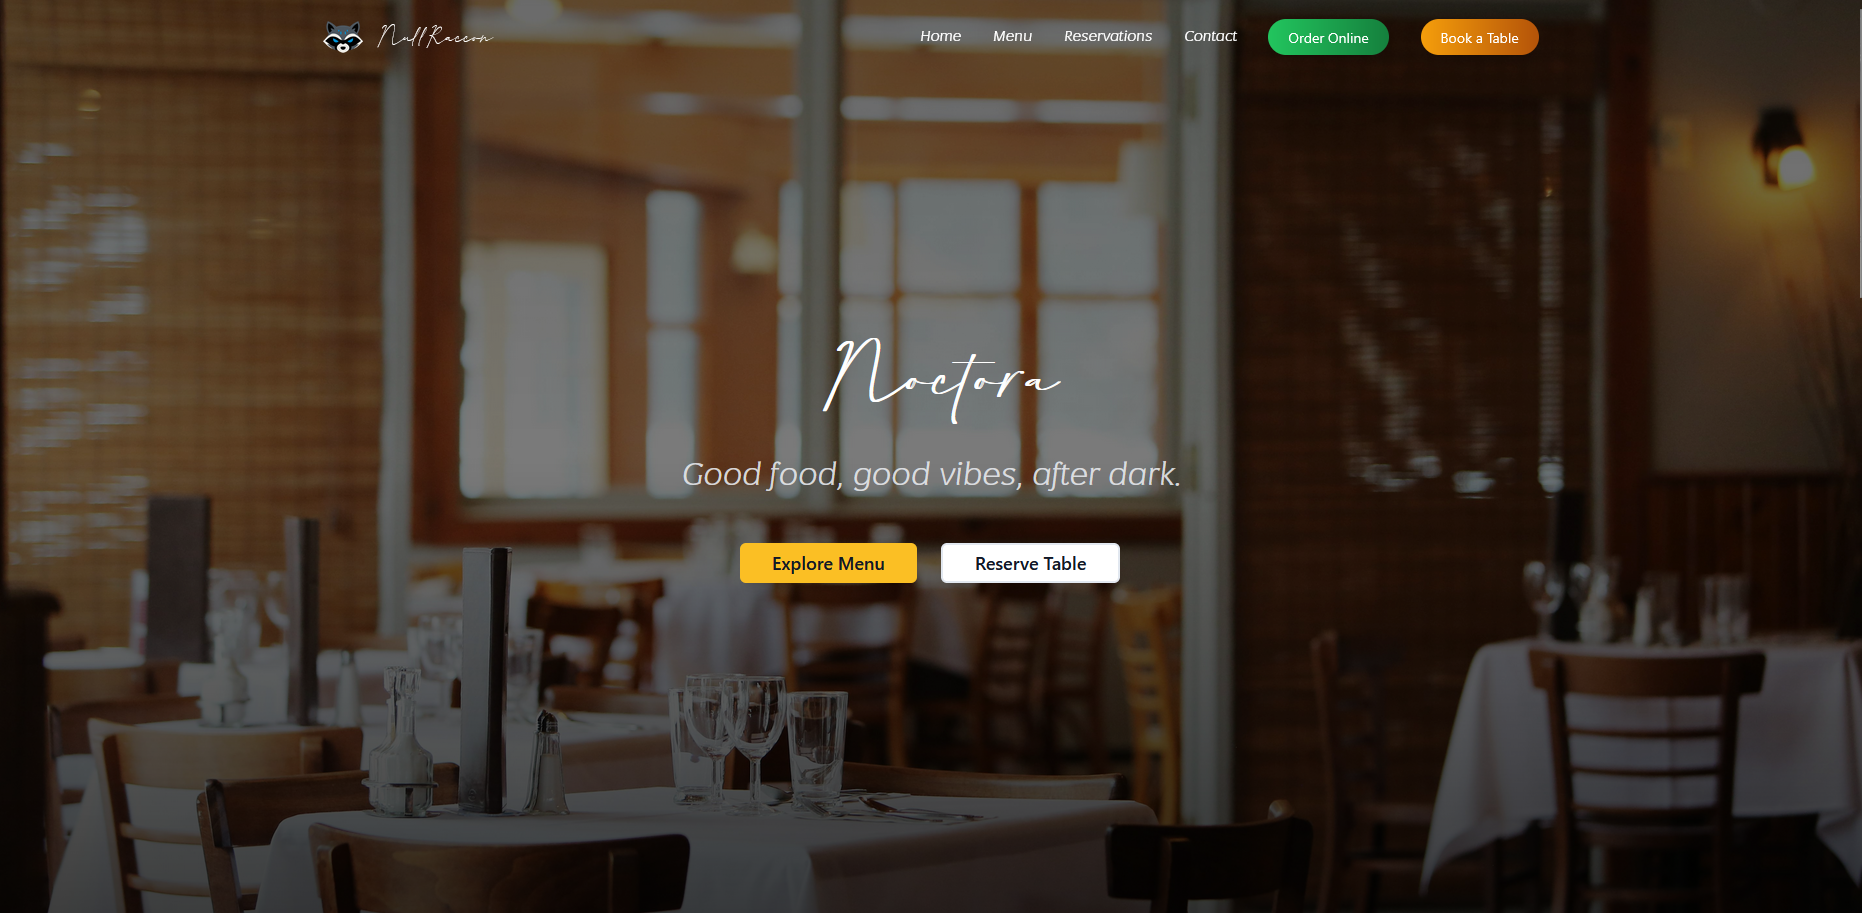 NullRacoon
Home Menu Reservations Contact Order Online Book a Table
Noctora
Good food, good vibes, after dark.
Explore Menu Reserve Table